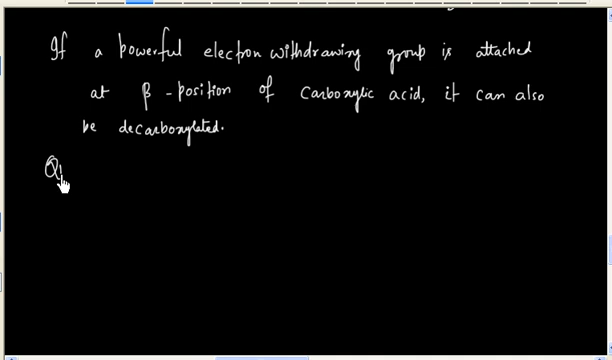 If a powerful electron withdrawing group is attached
at β - position of carboxylic acid, it can also
be decarboxylated.
Q